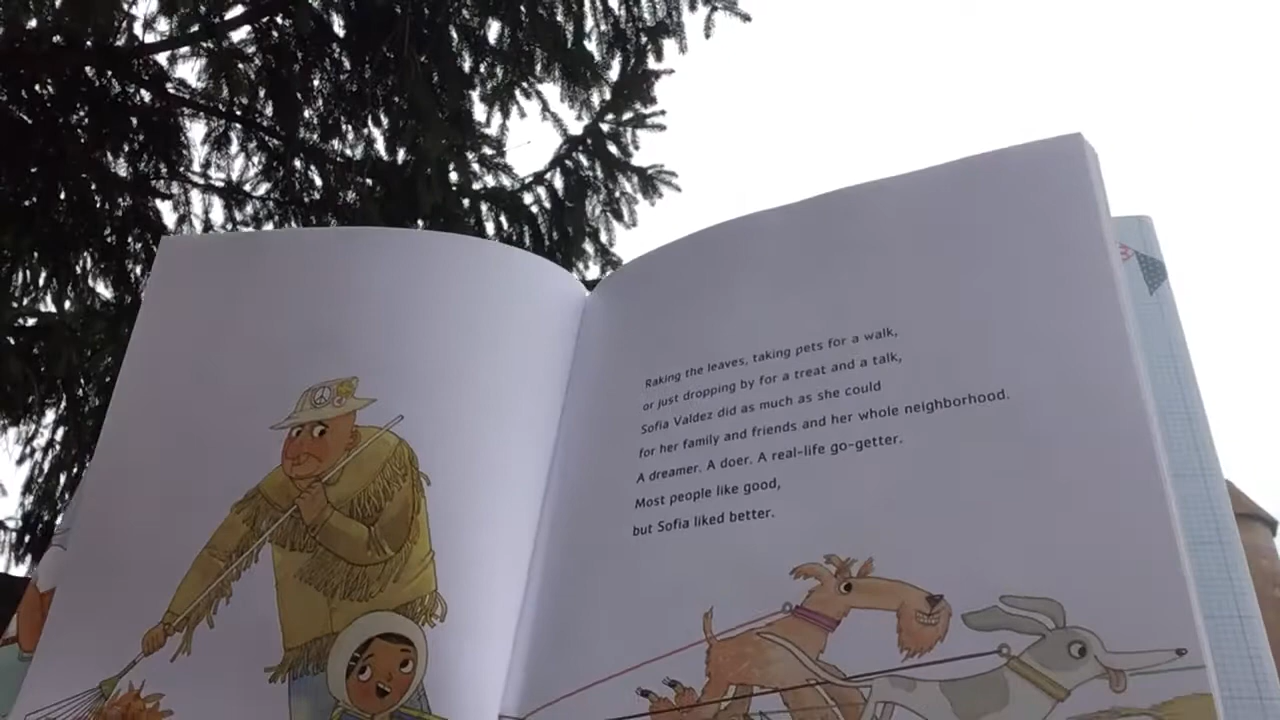 Raking the leaves, taking pets for a walk,
or just dropping by for a treat and a talk,
Sofia Valdez did as much as she could
for her family and friends and her whole neighborhood.
A dreamer. A doer. A real-life go-getter.
Most people like good,
but Sofia liked better.